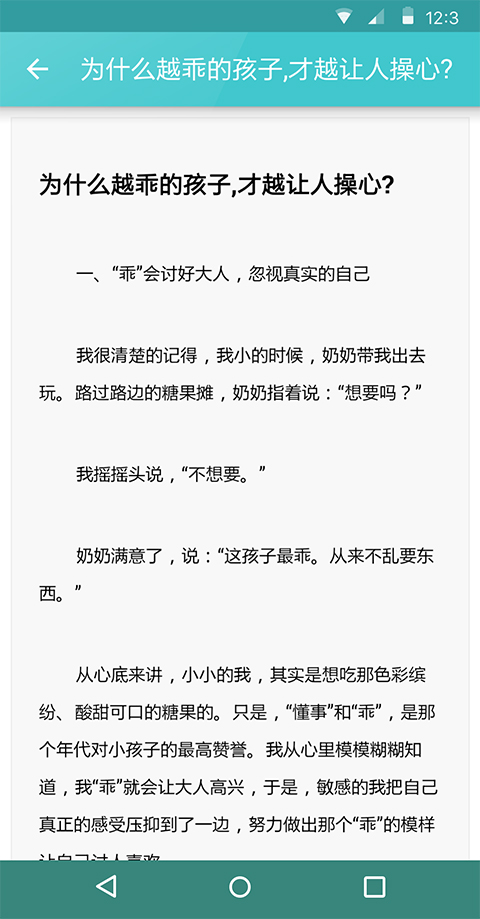 12:3
为什么越乖的孩子,才越让人操心?
为什么越乖的孩子,才越让人操心?
一、“乖”会讨好大人，忽视真实的自己
我很清楚的记得，我小的时候，奶奶带我出去
玩。路过路边的糖果摊，奶奶指着说：“想要吗？”
我摇摇头说，“不想要。”
奶奶满意了，说：“这孩子最乖。从来不乱要东
西。”
从心底来讲，小小的我，其实是想吃那色彩缤
纷、酸甜可口的糖果的。只是，“懂事”和“乖”，是那
个年代对小孩子的最高赞誉。我从心里模模糊糊知
道，我“乖”就会让大人高兴，于是，敏感的我把自己
真正的感受压抑到了一边，努力做出那个“乖”的模样
让自己讨人喜欢